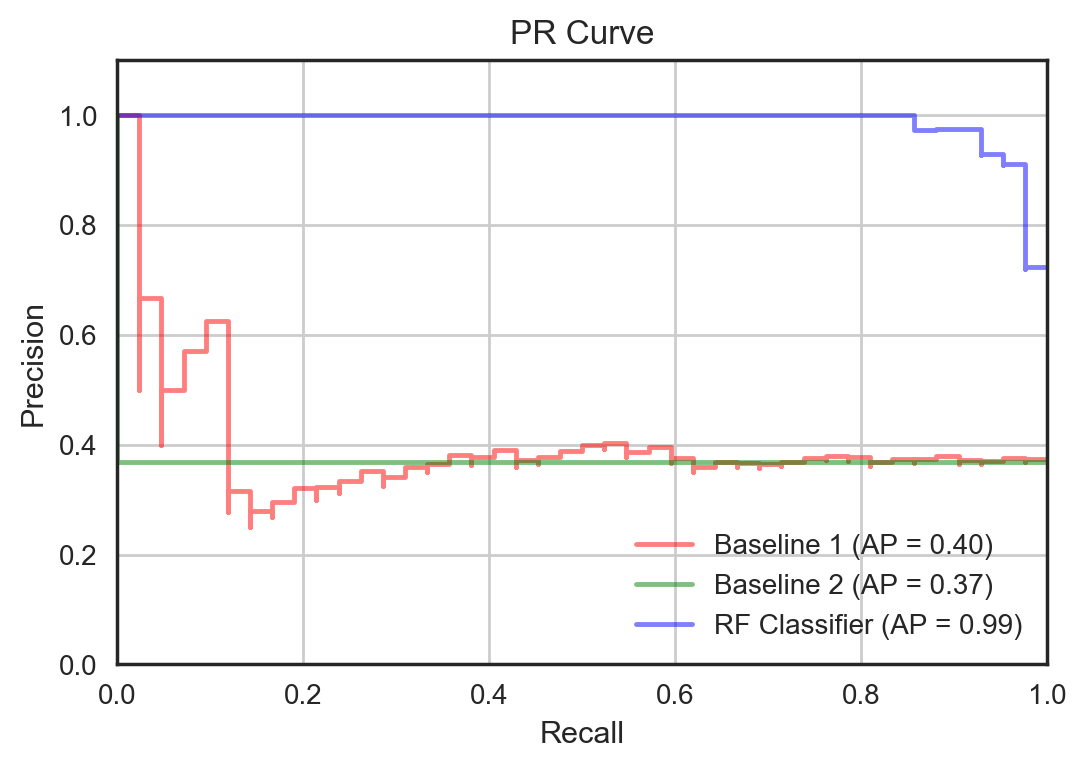 PR Curve
1.0
0.8
0.6
0.4
0.2
0.0
Precision
Baseline 1 (AP = 0.40)
Baseline 2 (AP = 0.37)
RF Classifier (AP = 0.99)
0.0 0.2 0.4 0.6 0.8 1.0
Recall